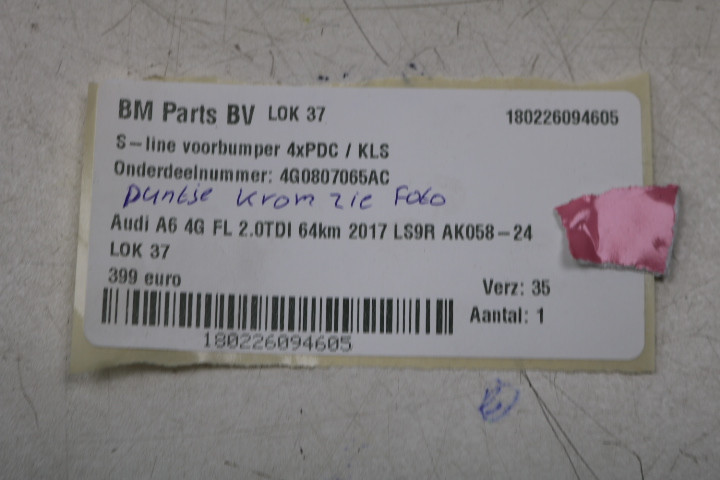 BM Parts BV LOK 37 180226094605
S-line voorbumper 4xPDC / KLS
Onderdeelnummer: 4G0807065AC
puntje krom zie Foto
Audi A6 4G FL 2.0TDI 64km 2017 LS9R AK058-24
LOK 37
399 euro
Verz: 35
Aantal: 1
180226094605